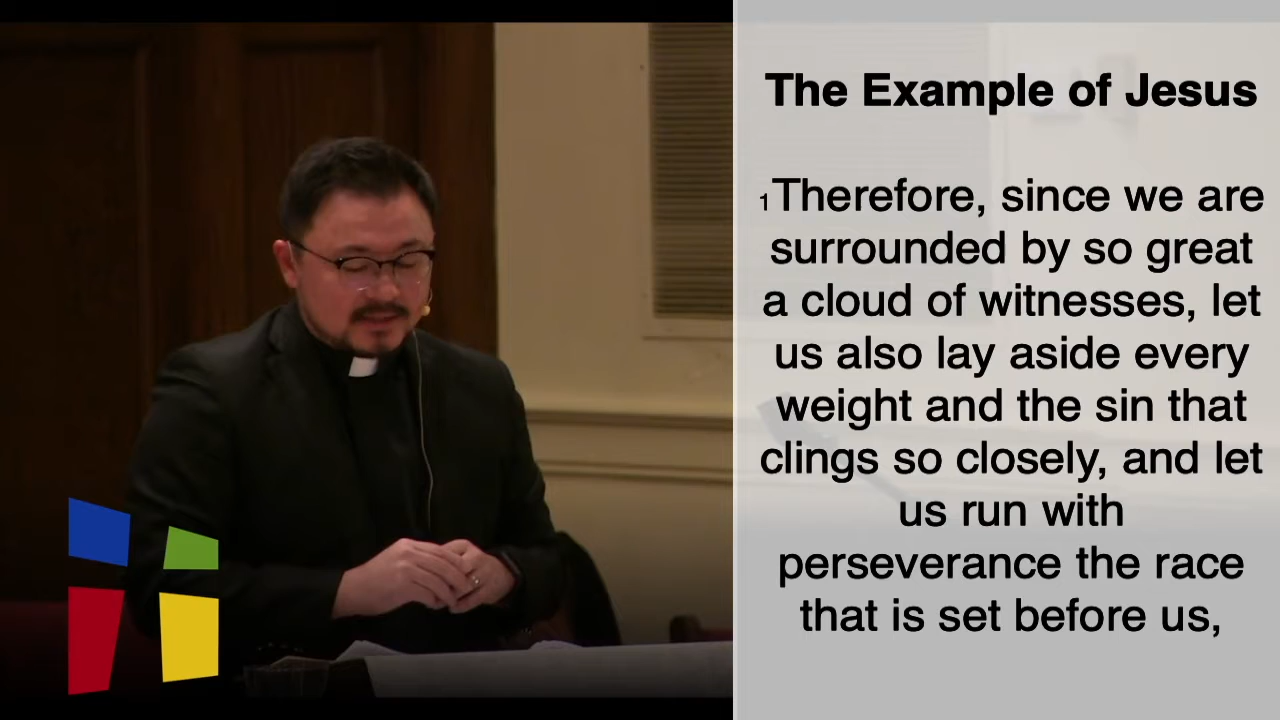 The Example of Jesus
1Therefore, since we are
surrounded by so great
a cloud of witnesses, let
us also lay aside every
weight and the sin that
clings so closely, and let
us run with
perseverance the race
that is set before us,